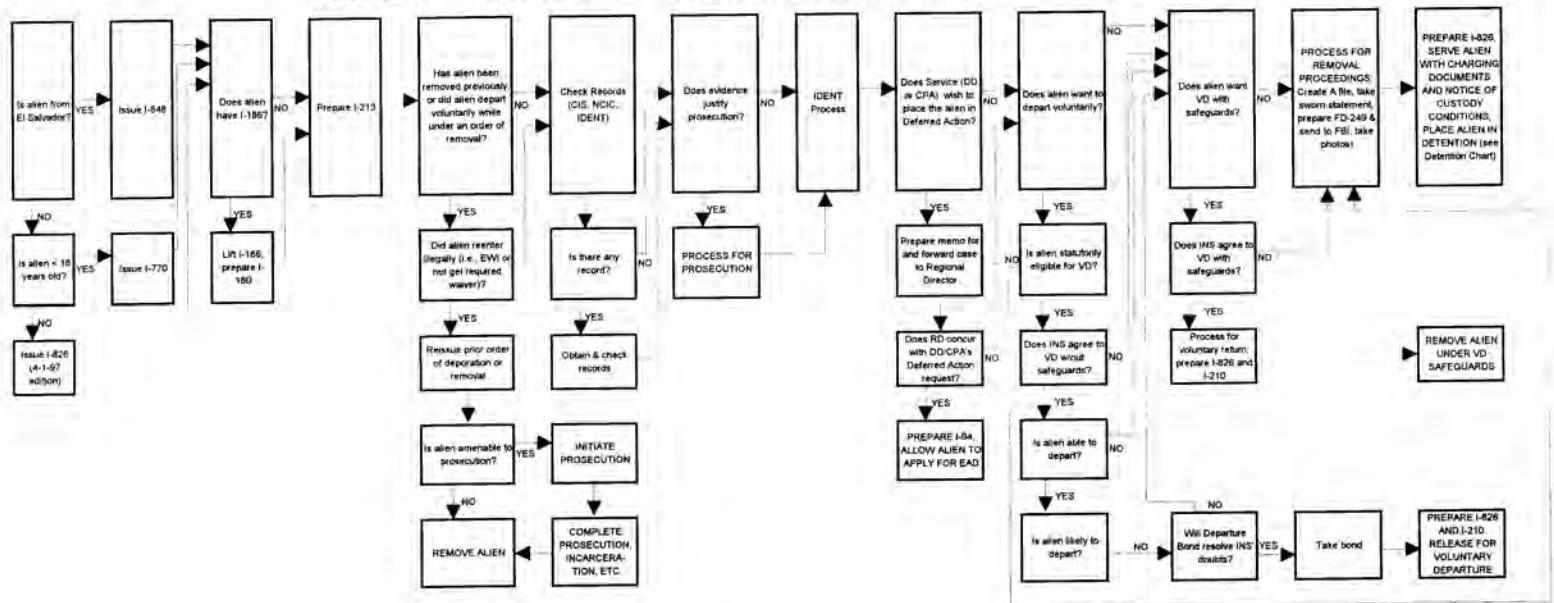 Is alien from
El Salvador?
YES
Issue I-848
Does alien
have I-186?
NO
Prepare I-213
Has alien been
removed previously
or did alien depart
voluntarily while
under an order of
removal?
NO
Check Records
(CIS, NCIC,
IDENT)
Does evidence
justify
prosecution?
NO
IDENT
Process
Does Service (DD
or CPA) wish to
place the alien in
Deferred Action?
Does alien want to
depart voluntarily?
NO
Does alien want
VD with
safeguards?
NO
PROCESS FOR
REMOVAL
PROCEEDINGS:
Create A file, take
sworn statement,
prepare FD-249 &
send to FBI, take
photos)
PREPARE I-826,
SERVE ALIEN
WITH CHARGING
DOCUMENTS
AND NOTICE OF
CUSTODY
CONDITIONS,
PLACE ALIEN IN
DETENTION (see
Detention Chart)
NO
Is alien < 18
years old?
YES
Issue I-770
NO
Issue I-826
(4-1-97
edition)
YES
Lift I-186,
prepare I-
160
YES
Did alien reenter
illegally (i.e., EWI or
not get required
waiver)?
YES
Reissue prior order
of deporation or
removal
Is alien amenable to
prosecution?
YES
INITIATE
PROSECUTION
NO
REMOVE ALIEN
COMPLETE
PROSECUTION,
INCARCERA-
TION, ETC.
YES
Is there any
record?
NO
YES
Obtain & check
records
YES
PROCESS FOR
PROSECUTION
YES
Prepare memo for
and forward case
to Regional
Director
NO
Does RD concur
with DD/CPA's
Deferred Action
request?
NO
YES
PREPARE I-94,
ALLOW ALIEN TO
APPLY FOR EAD
YES
Is alien statutorily
eligible for VD?
YES
Does INS agree to
VD w/out
safeguards?
NO
YES
Is alien able to
depart?
NO
YES
Is alien likely to
depart?
NO
NO
Will Departure
Bond resolve INS'
doubts?
YES
Take bond
PREPARE I-826
AND I-210.
RELEASE FOR
VOLUNTARY
DEPARTURE
YES
Does INS agree to
VD with
safeguards?
NO
YES
Process for
voluntary return,
prepare I-826 and
I-210
REMOVE ALIEN
UNDER VD
SAFEGUARDS